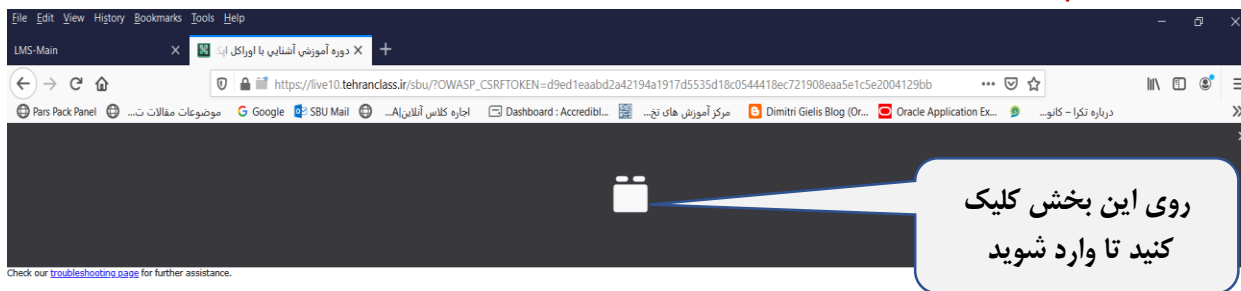 File Edit View History Bookmarks Tools Help
LMS-Main
دوره آموزشي آشنايي با اوراکل اپک
https://live10.tehranclass.ir/sbu/?OWASP_CSRFTOKEN=d9ed1eaabd2a42194a1917d5535d18c0544418ec721908eaa5e1c5e2004129bb
Pars Pack Panel موضوعات مقالات ت... Google SBU Mail اجاره کلاس آنلاین|A... Dashboard : Accredibl... مرکز آموزش های تخ... Dimitri Gielis Blog (Or... Oracle Application Ex... درباره تکرا – کانو...
روی این بخش کلیک
کنید تا وارد شوید
Check our troubleshooting page for further assistance.